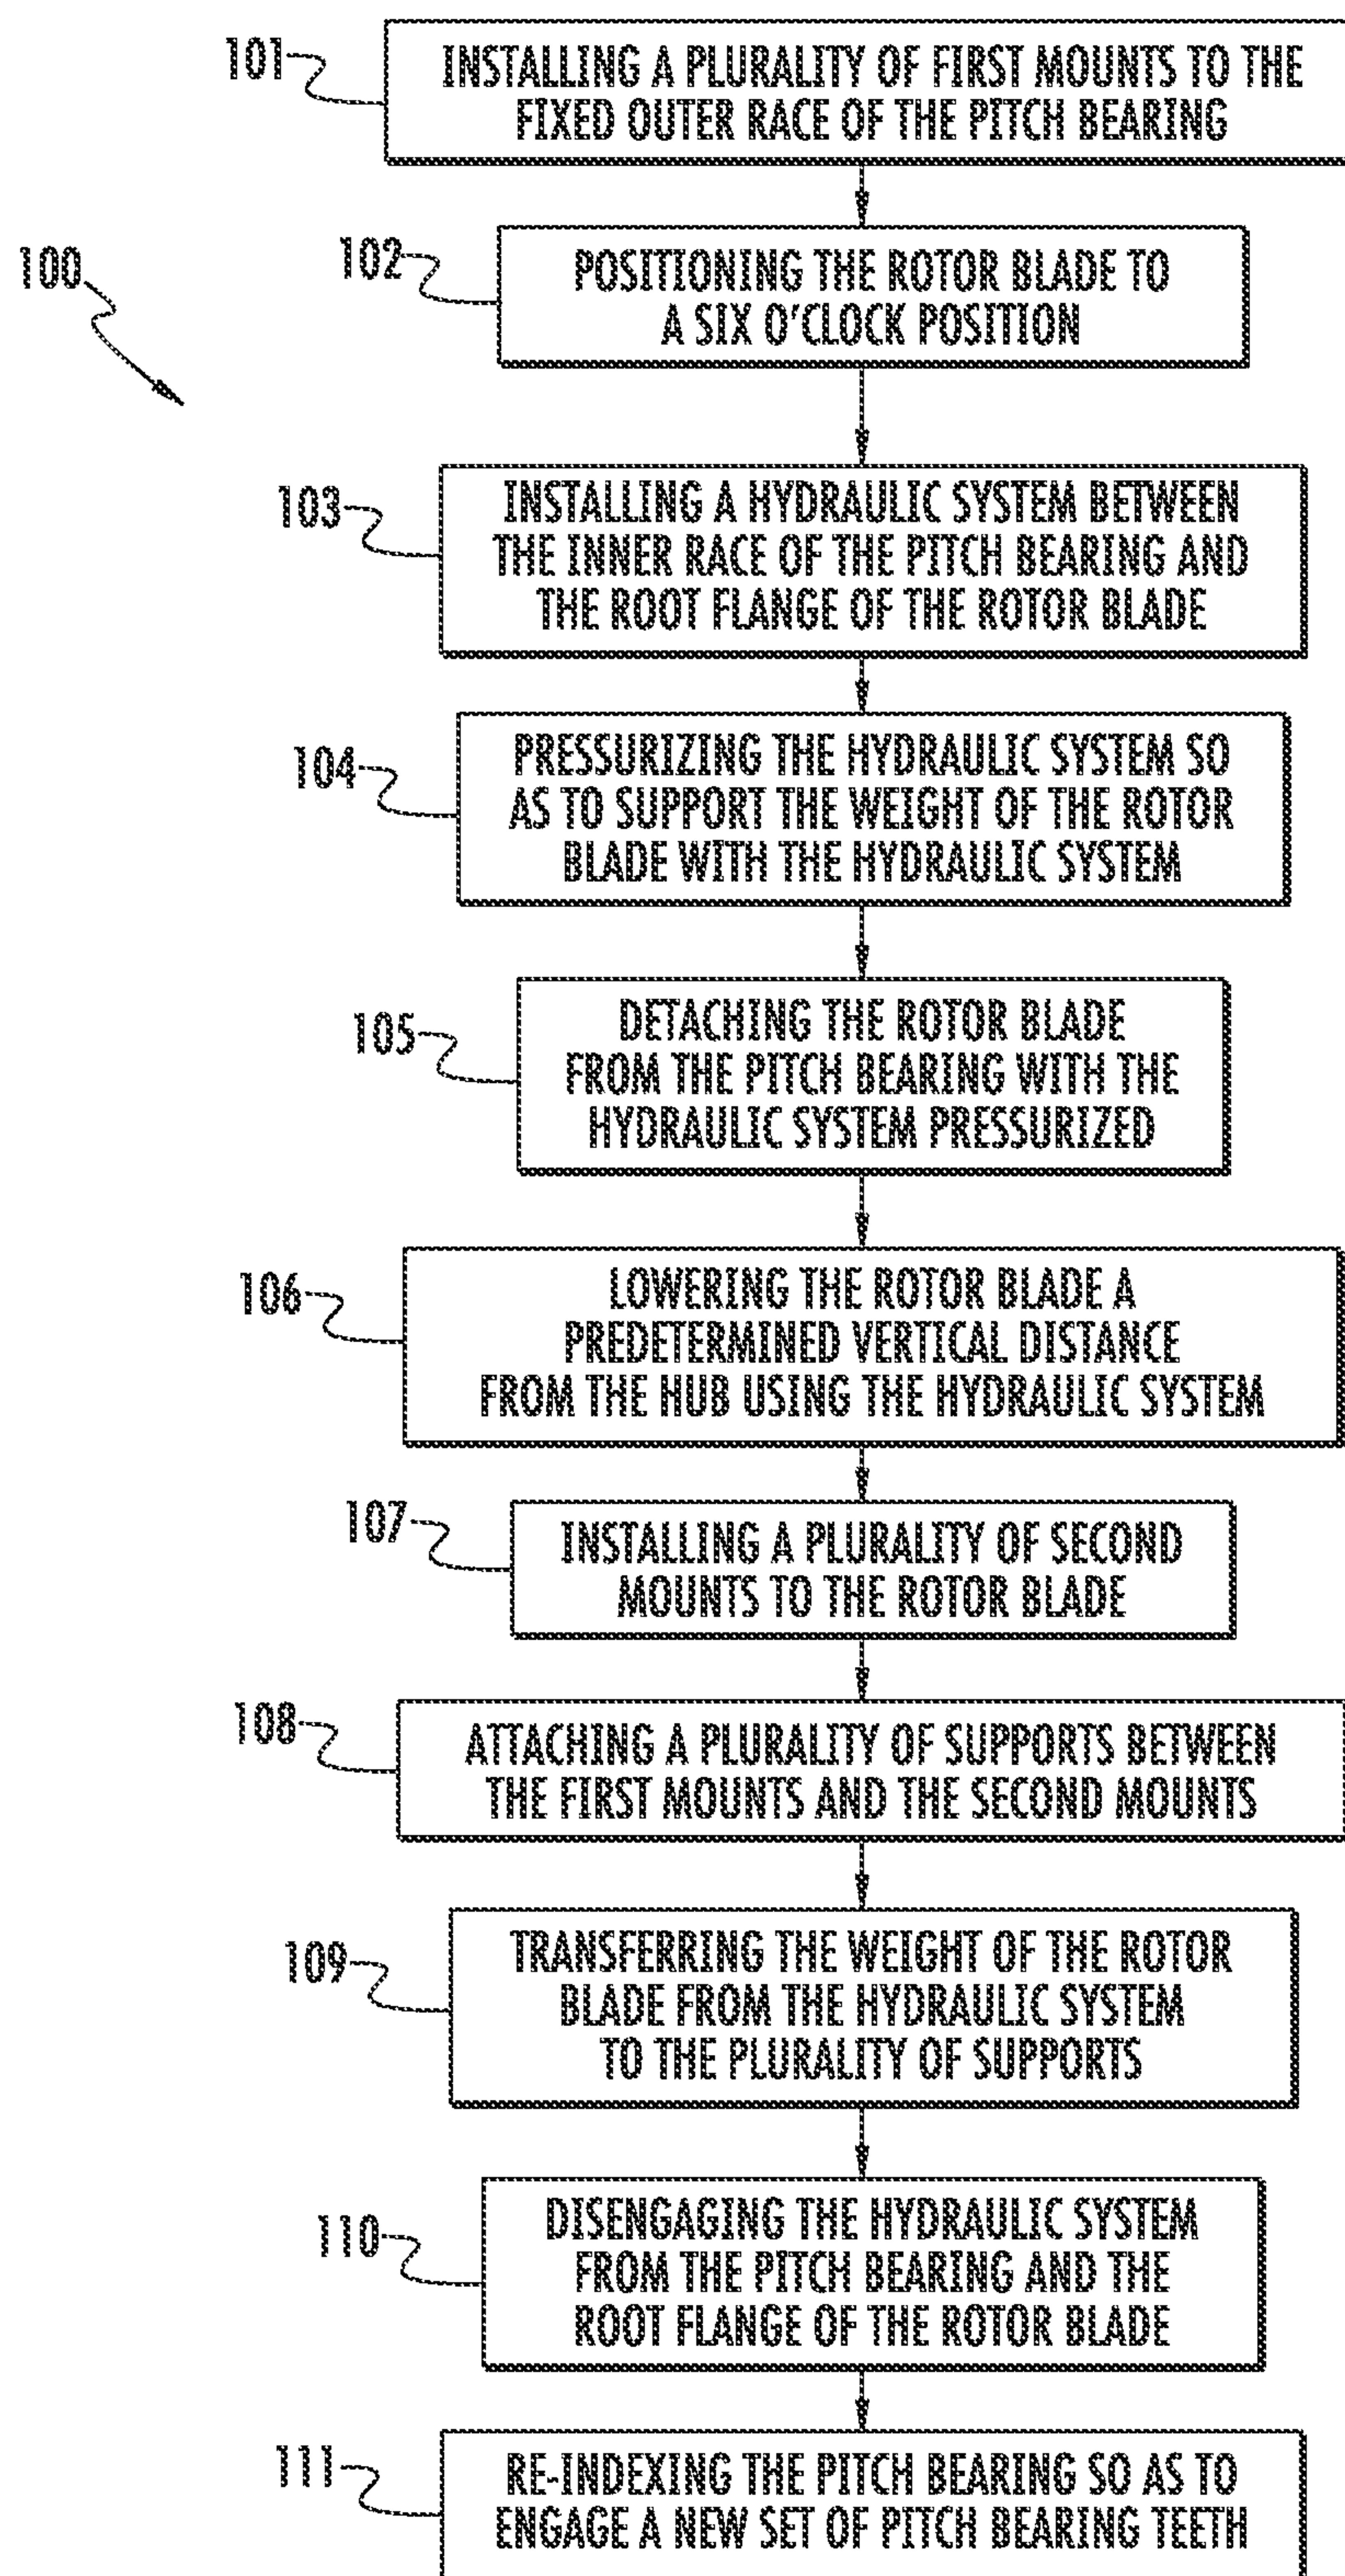 101
INSTALLING A PLURALITY OF FIRST MOUNTS TO THE
FIXED OUTER RACE OF THE PITCH BEARING
100
102
POSITIONING THE ROTOR BLADE TO
A SIX O'CLOCK POSITION
103
INSTALLING A HYDRAULIC SYSTEM BETWEEN
THE INNER RACE OF THE PITCH BEARING AND
THE ROOT FLANGE OF THE ROTOR BLADE
104
PRESSURIZING THE HYDRAULIC SYSTEM SO
AS TO SUPPORT THE WEIGHT OF THE ROTOR
BLADE WITH THE HYDRAULIC SYSTEM
105
DETACHING THE ROTOR BLADE
FROM THE PITCH BEARING WITH THE
HYDRAULIC SYSTEM PRESSURIZED
106
LOWERING THE ROTOR BLADE A
PREDETERMINED VERTICAL DISTANCE
FROM THE HUB USING THE HYDRAULIC SYSTEM
107
INSTALLING A PLURALITY OF SECOND
MOUNTS TO THE ROTOR BLADE
108
ATTACHING A PLURALITY OF SUPPORTS BETWEEN
THE FIRST MOUNTS AND THE SECOND MOUNTS
109
TRANSFERRING THE WEIGHT OF THE ROTOR
BLADE FROM THE HYDRAULIC SYSTEM
TO THE PLURALITY OF SUPPORTS
110
DISENGAGING THE HYDRAULIC SYSTEM
FROM THE PITCH BEARING AND THE
ROOT FLANGE OF THE ROTOR BLADE
111
RE-INDEXING THE PITCH BEARING SO AS TO
ENGAGE A NEW SET OF PITCH BEARING TEETH